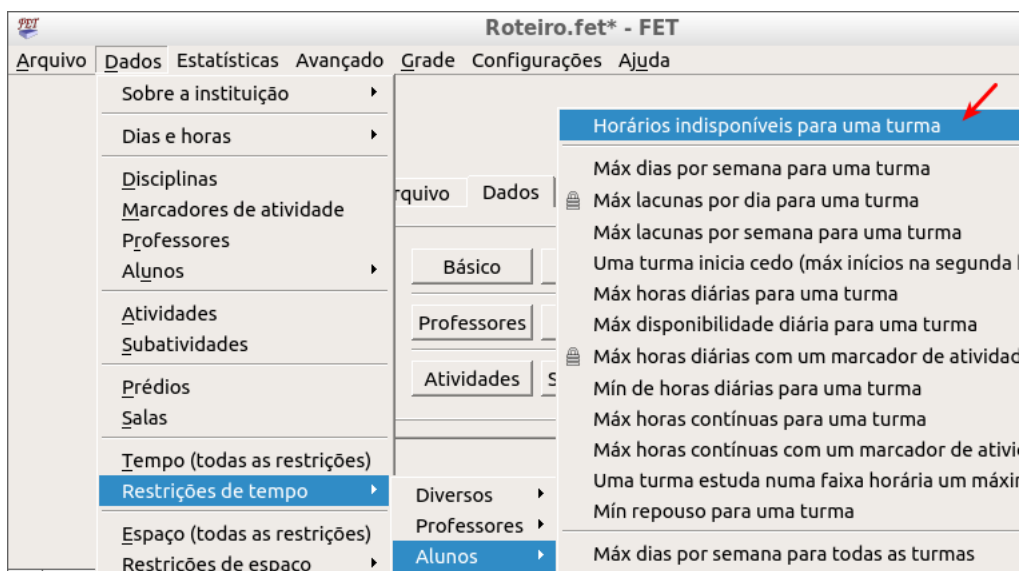 FET
Roteiro.fet* - FET
Arquivo Dados Estatísticas Avançado Grade Configurações Ajuda
Sobre a instituição
Dias e horas
Disciplinas
Marcadores de atividade
Professores
Alunos
Atividades
Subatividades
Prédios
Salas
Tempo (todas as restrições)
Restrições de tempo
Espaço (todas as restrições)
Restrições de espaço
rquivo Dados
Básico
Professores
Atividades S
Diversos
Professores
Alunos
Horários indisponíveis para uma turma
Máx dias por semana para uma turma
Máx lacunas por dia para uma turma
Máx lacunas por semana para uma turma
Uma turma inicia cedo (máx inícios na segunda
Máx horas diárias para uma turma
Máx disponibilidade diária para uma turma
Máx horas diárias com um marcador de atividad
Mín de horas diárias para uma turma
Máx horas contínuas para uma turma
Máx horas contínuas com um marcador de ativi
Uma turma estuda numa faixa horária um máxi
Mín repouso para uma turma
Máx dias por semana para todas as turmas